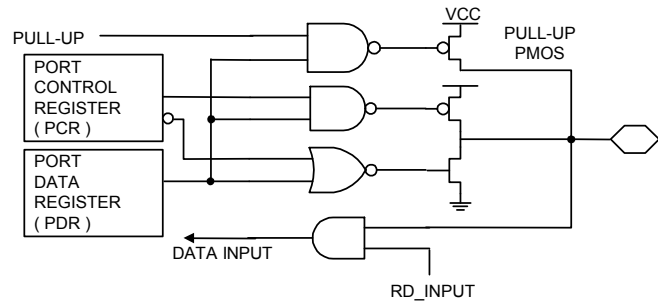 VCC
PULL-UP
PULL-UP
PMOS
PORT
CONTROL
REGISTER
( PCR )
PORT
DATA
REGISTER
( PDR )
DATA INPUT
RD_INPUT